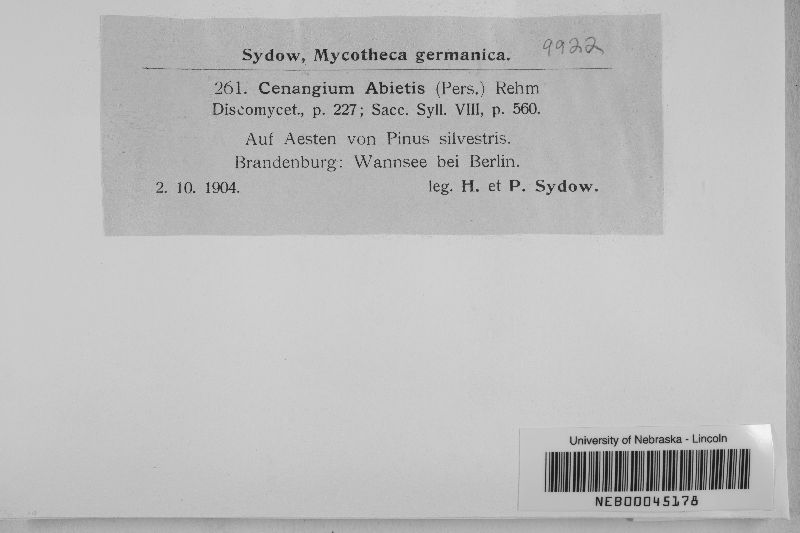 Sydow, Mycotheca germanica. 9922
261. Cenangium Abietis (Pers.) Rehm
Discomycet., p. 227; Sacc. Syll. VIII, p. 560.
Auf Aesten von Pinus silvestris.
Brandenburg: Wannsee bei Berlin.
2. 10. 1904. leg. H. et P. Sydow.
University of Nebraska - Lincoln
NEB00045178